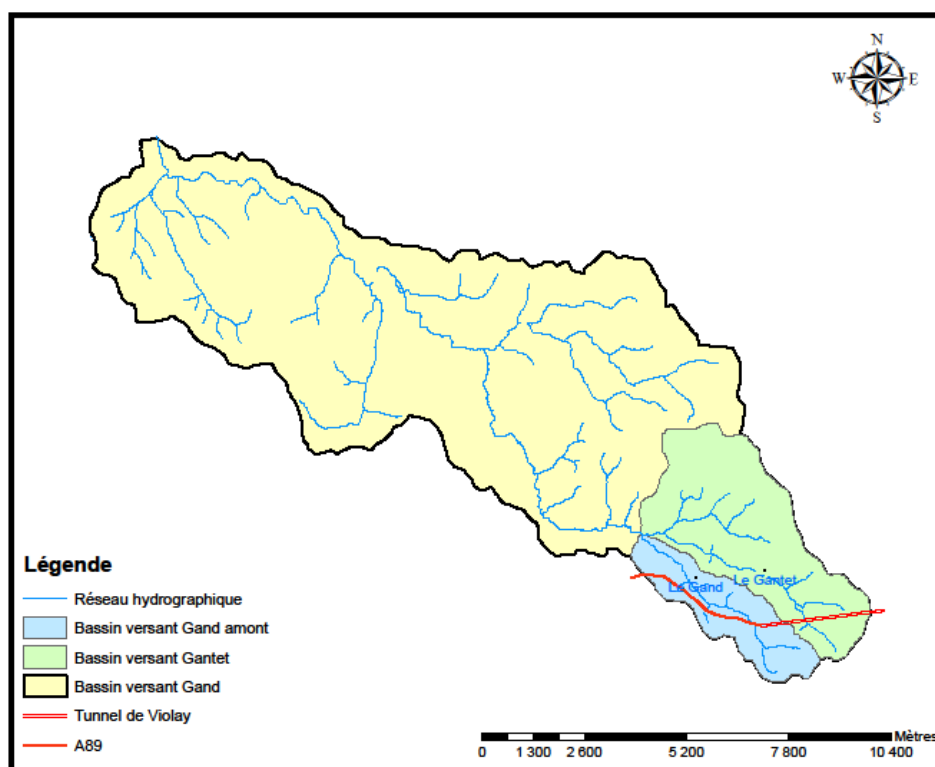 N
W E
S
Le Gantet
Le Gand
Légende
Réseau hydrographique
Bassin versant Gand amont
Bassin versant Gantet
Bassin versant Gand
Tunnel de Violay
A89
Mètres
0 1 300 2 600 5 200 7 800 10 400